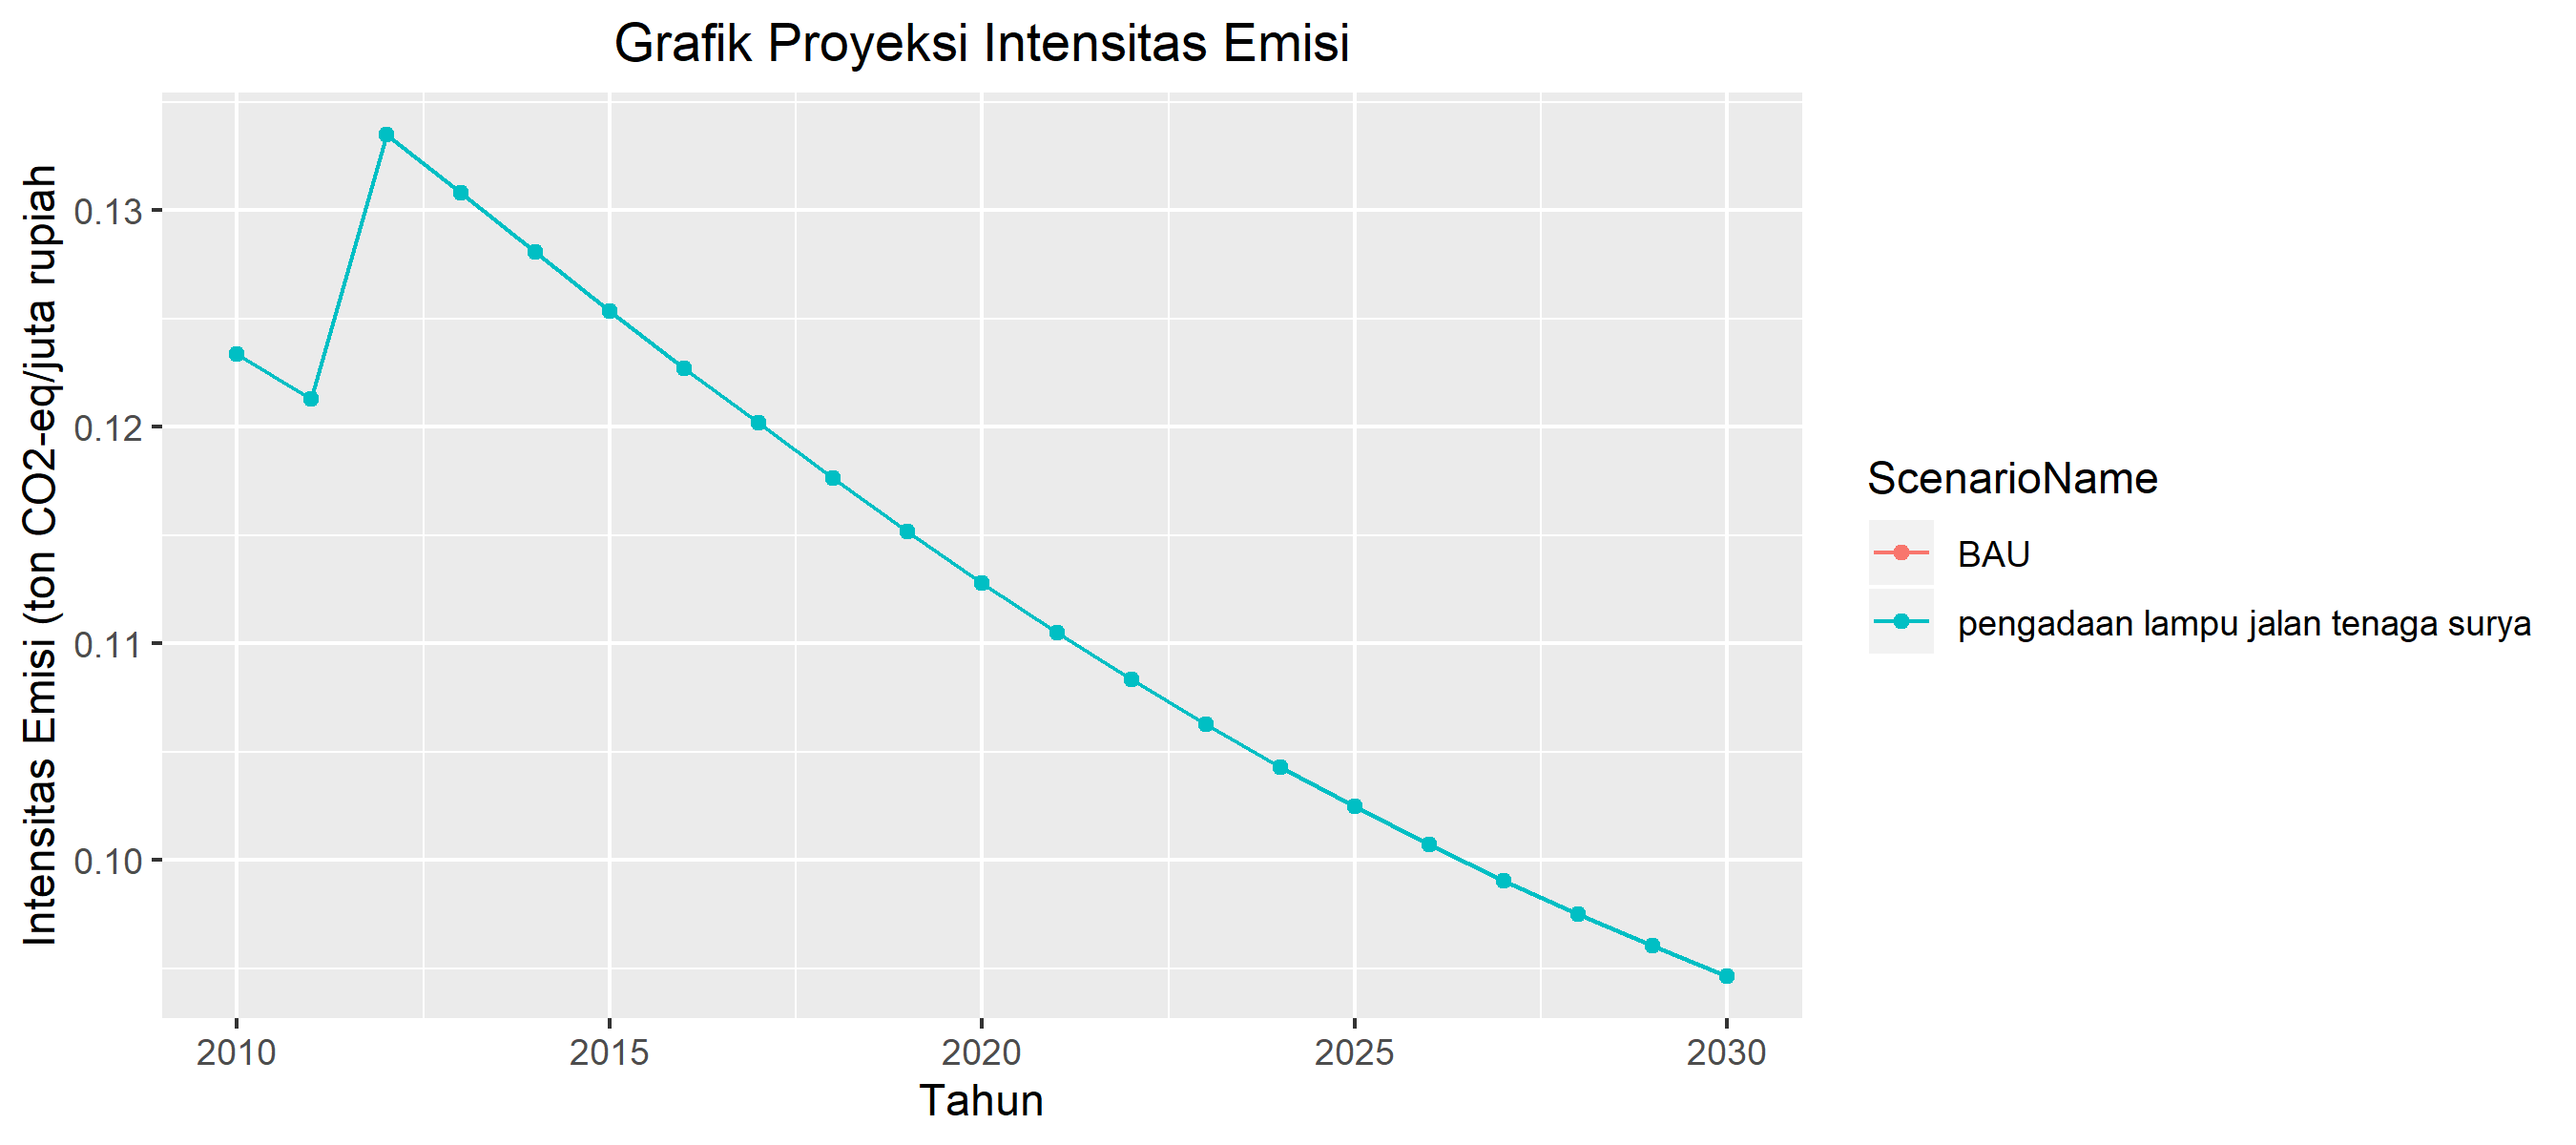 Grafik Proyeksi Intensitas Emisi
Intensitas Emisi (ton CO2-eq/juta rupiah
0.13
0.12
0.11
0.10
2010 2015 2020 2025 2030
Tahun
ScenarioName
BAU
pengadaan lampu jalan tenaga surya